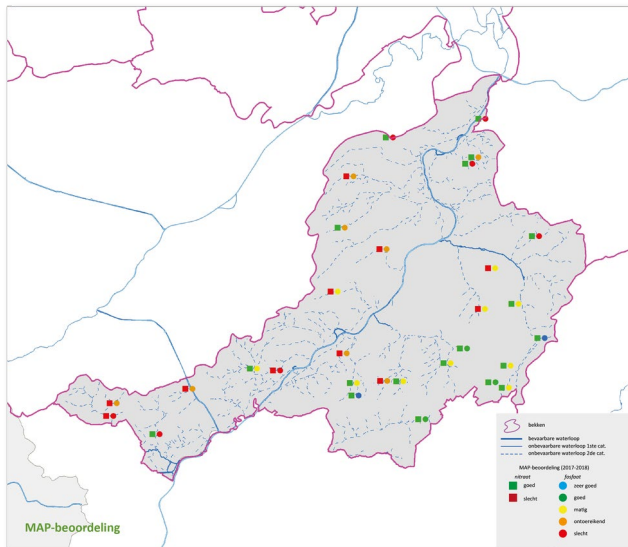 bekken
bevaarbare waterloop
onbevaarbare waterloop 1ste cat.
onbevaarbare waterloop 2de cat.
MAP-beoordeling (2017-2018)
nitraat fosfaat
goed zeer goed
slecht goed
matig
ontoereikend
slecht
MAP-beoordeling